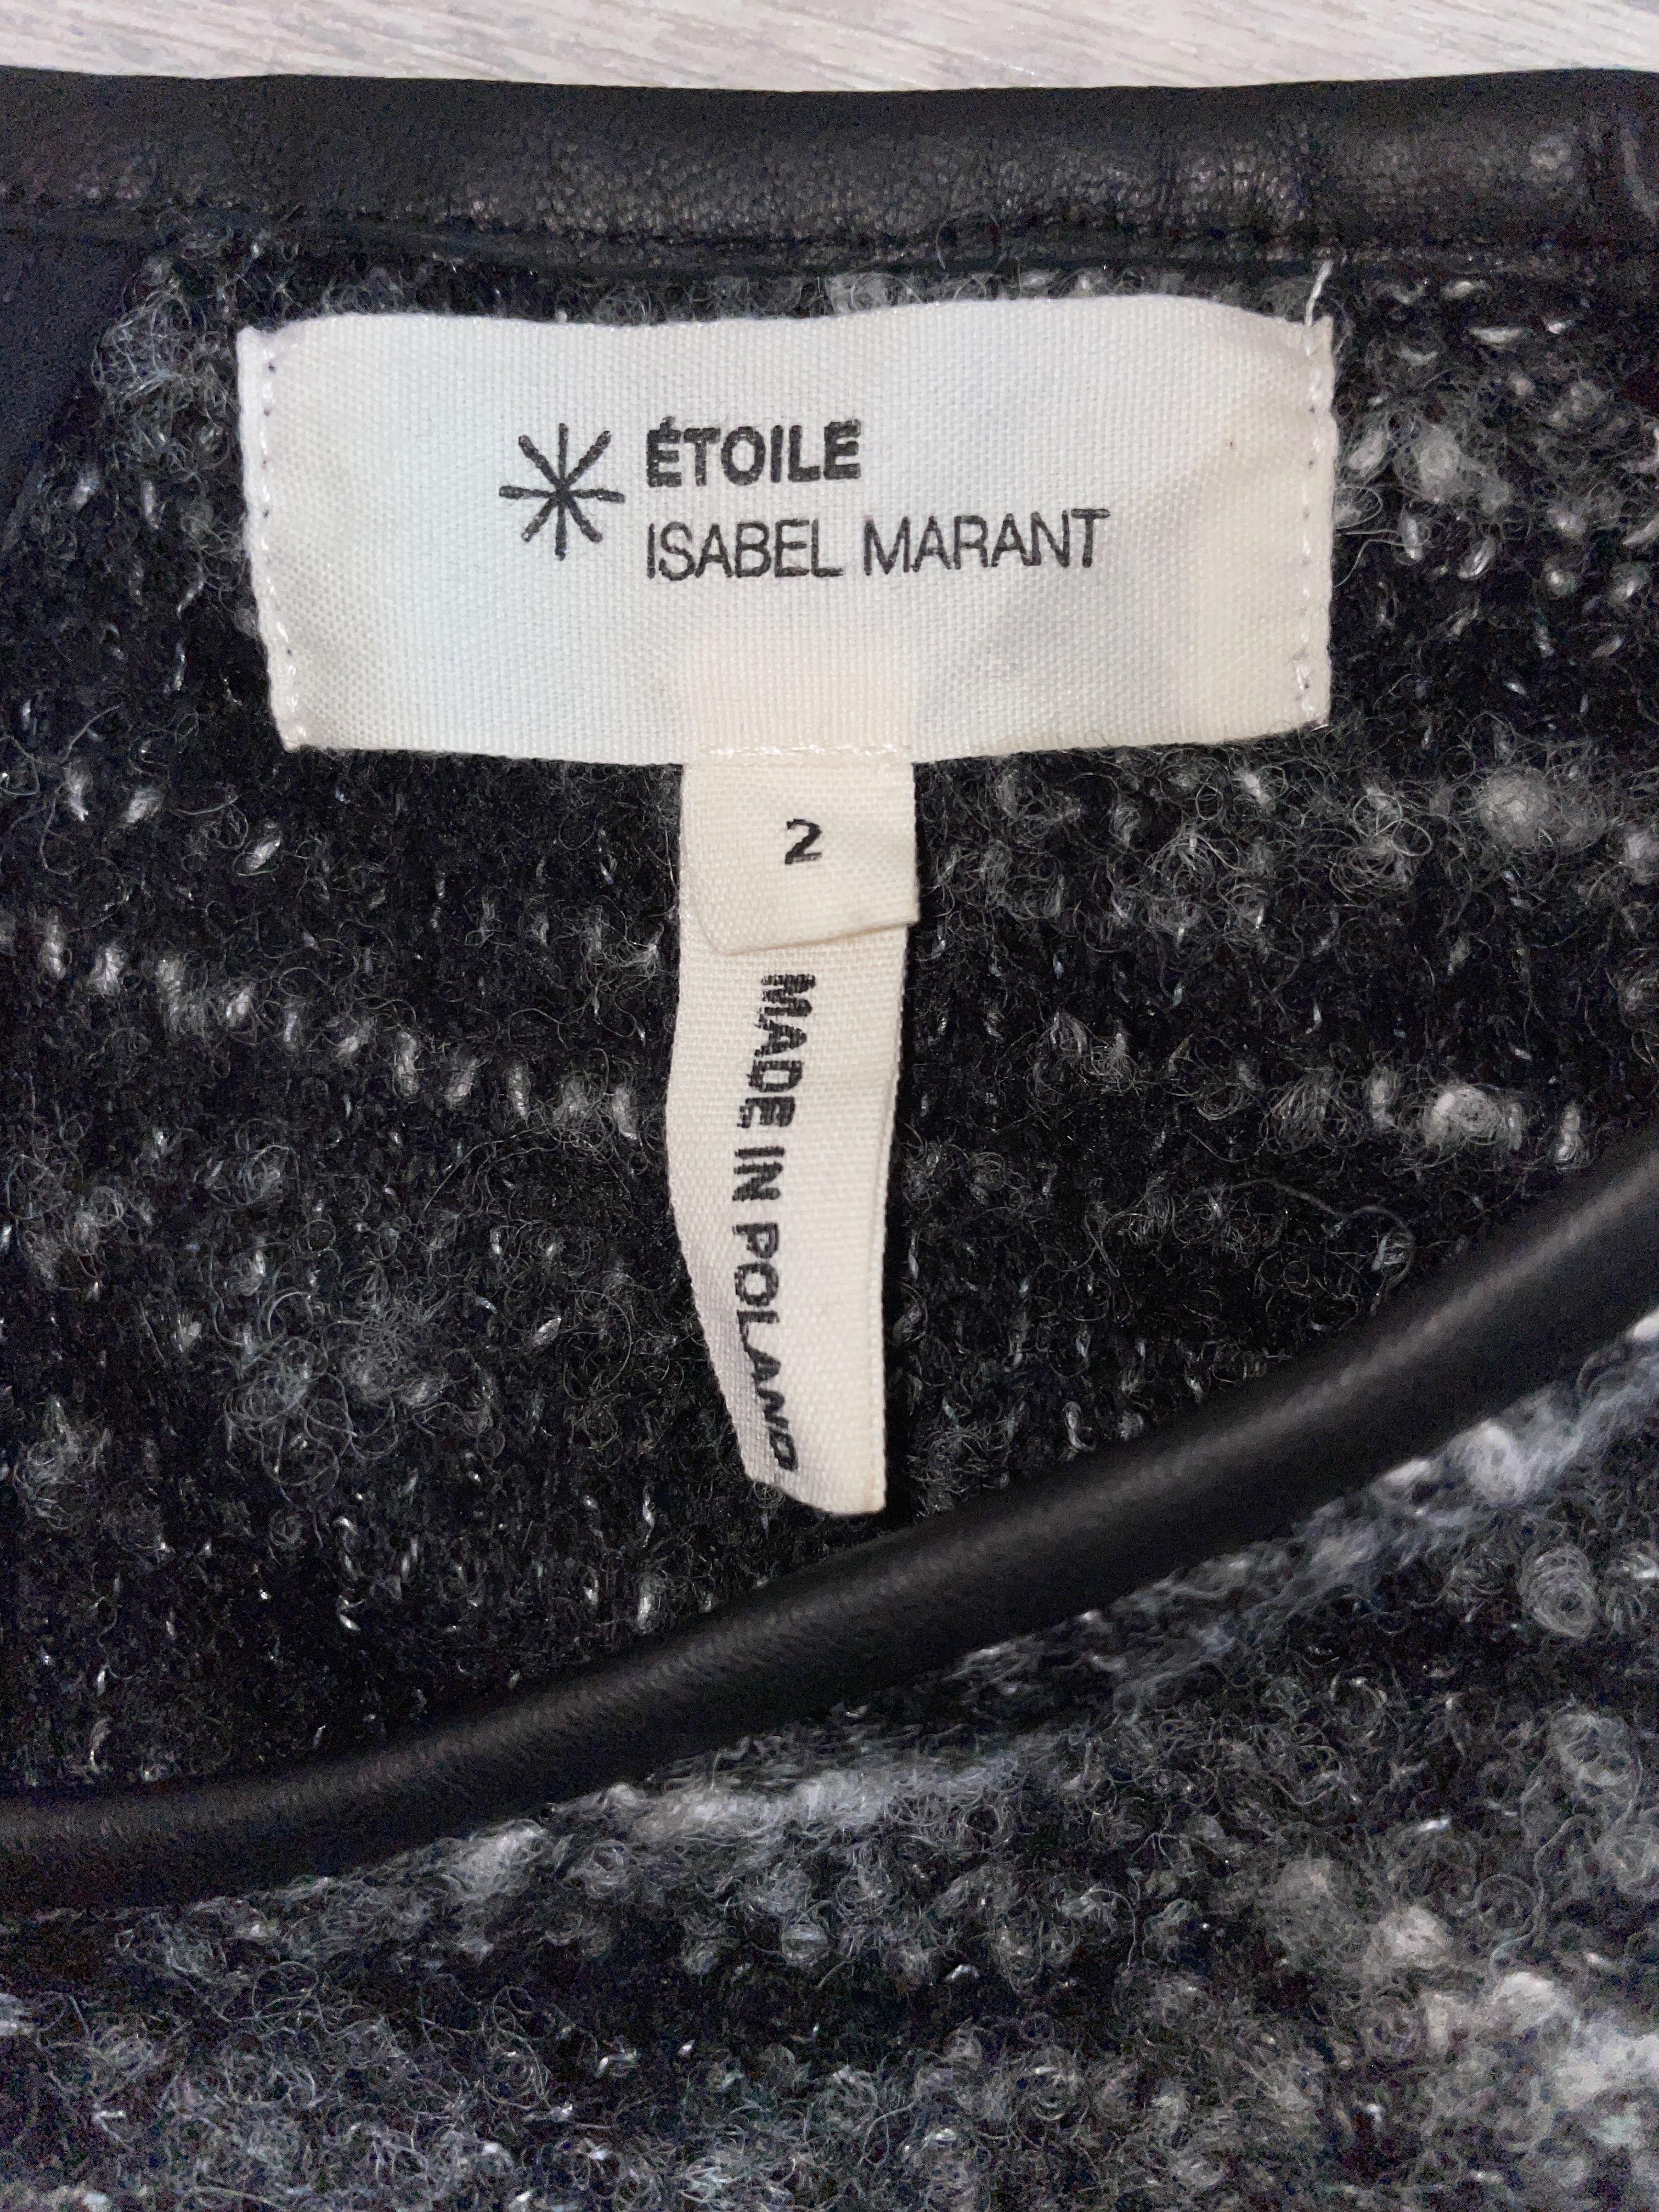 ÉTOILE
ISABEL MARANT
2
MADE IN POLAND